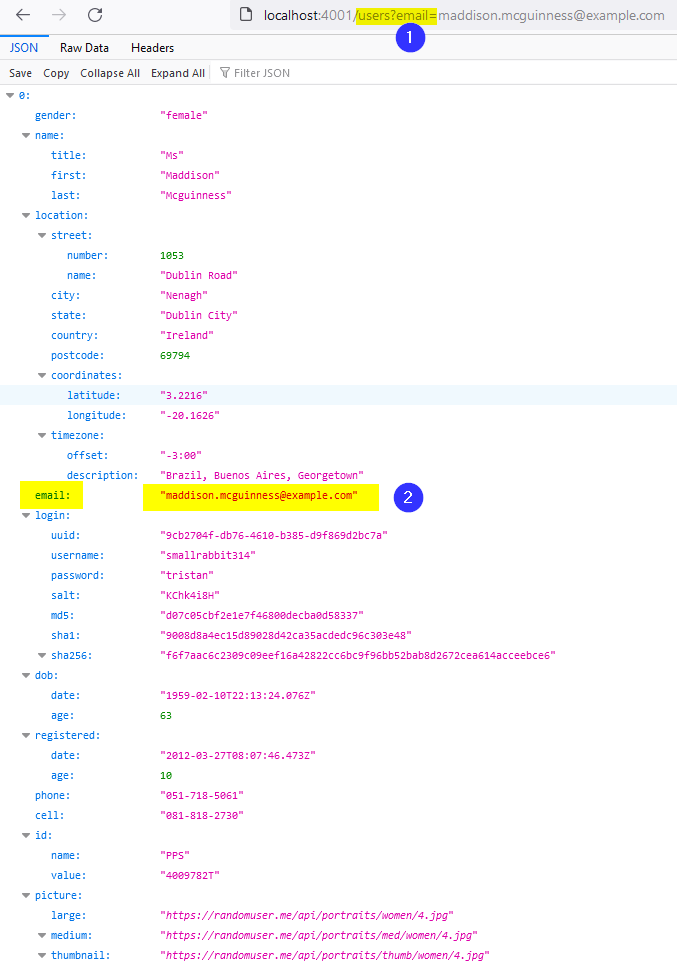 localhost:4001/users?email=maddison.mcguinness@example.com
1
JSON Raw Data Headers
Save Copy Collapse All Expand All Filter JSON
0:
gender: "female"
name:
title: "Ms"
first: "Maddison"
last: "Mcguinness"
location:
street:
number: 1053
name: "Dublin Road"
city: "Nenagh"
state: "Dublin City"
country: "Ireland"
postcode: 69794
coordinates:
latitude: "3.2216"
longitude: "-20.1626"
timezone:
offset: "-3:00"
description: "Brazil, Buenos Aires, Georgetown"
email: "maddison.mcguinness@example.com" 2
login:
uuid: "9cb2704f-db76-4610-b385-d9f869d2bc7a"
username: "smallrabbit314"
password: "tristan"
salt: "KChk4i8H"
md5: "d07c05cbf2e1e7f46800decba0d58337"
sha1: "9008d8a4ec15d89028d42ca35acdedc96c303e48"
sha256: "f6f7aac6c2309c09eef16a42822cc6bc9f96bb52bab8d2672cea614acceebce6"
dob:
date: "1959-02-10T22:13:24.076Z"
age: 63
registered:
date: "2012-03-27T08:07:46.473Z"
age: 10
phone: "051-718-5061"
cell: "081-818-2730"
id:
name: "PPS"
value: "4009782T"
picture:
large: "https://randomuser.me/api/portraits/women/4.jpg"
medium: "https://randomuser.me/api/portraits/med/women/4.jpg"
thumbnail: "https://randomuser.me/api/portraits/thumb/women/4.jpg"